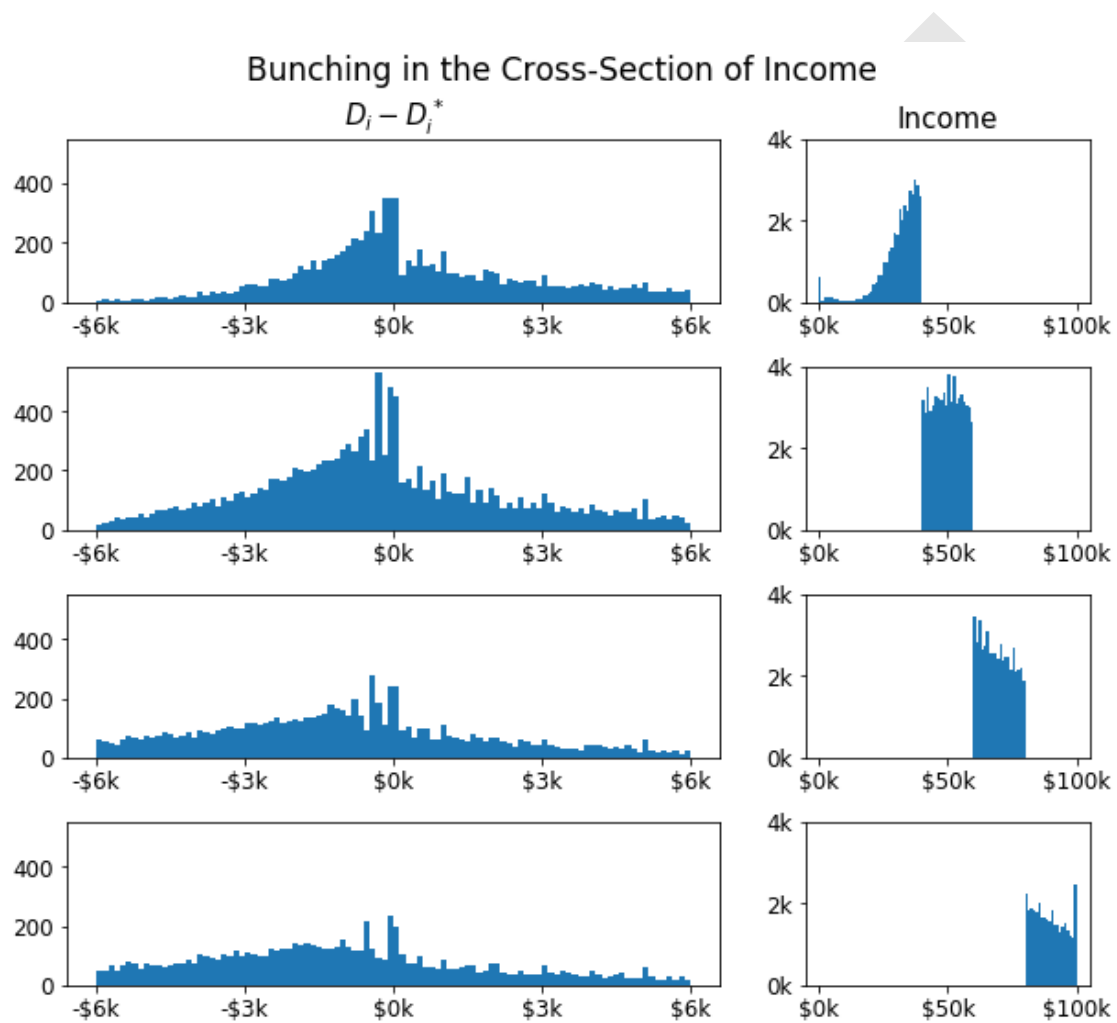 Bunching in the Cross-Section of Income
D_i − D_i^*
Income
400
200
0
-$6k -$3k $0k $3k $6k
4k
2k
0k
$0k $50k $100k
400
200
0
-$6k -$3k $0k $3k $6k
4k
2k
0k
$0k $50k $100k
400
200
0
-$6k -$3k $0k $3k $6k
4k
2k
0k
$0k $50k $100k
400
200
0
-$6k -$3k $0k $3k $6k
4k
2k
0k
$0k $50k $100k